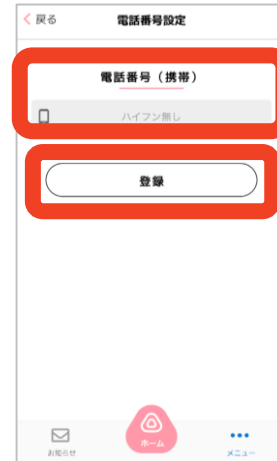 戻る 電話番号設定
電話番号（携帯）
ハイフン無し
登録
お知らせ ホーム メニュー